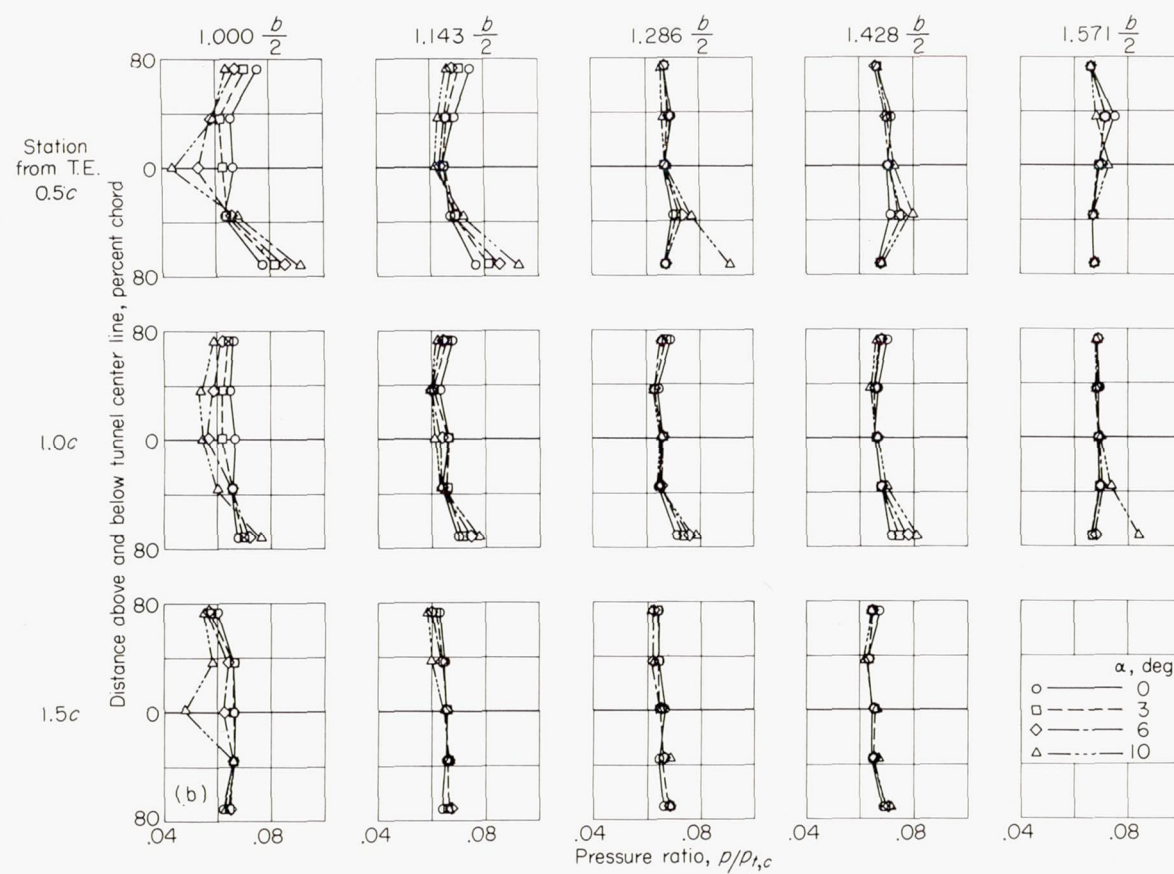 1.000 b/2 1.143 b/2 1.286 b/2 1.428 b/2 1.571 b/2
80
Station
from T.E.
0.5c
0
80
Distance above and below tunnel center line, percent chord
80
1.0c
0
80
80
1.5c
0
80
(b)
α, deg
0
3
6
10
.04 .08 .04 .08 .04 .08 .04 .08 .04 .08
Pressure ratio, p/p_t,c